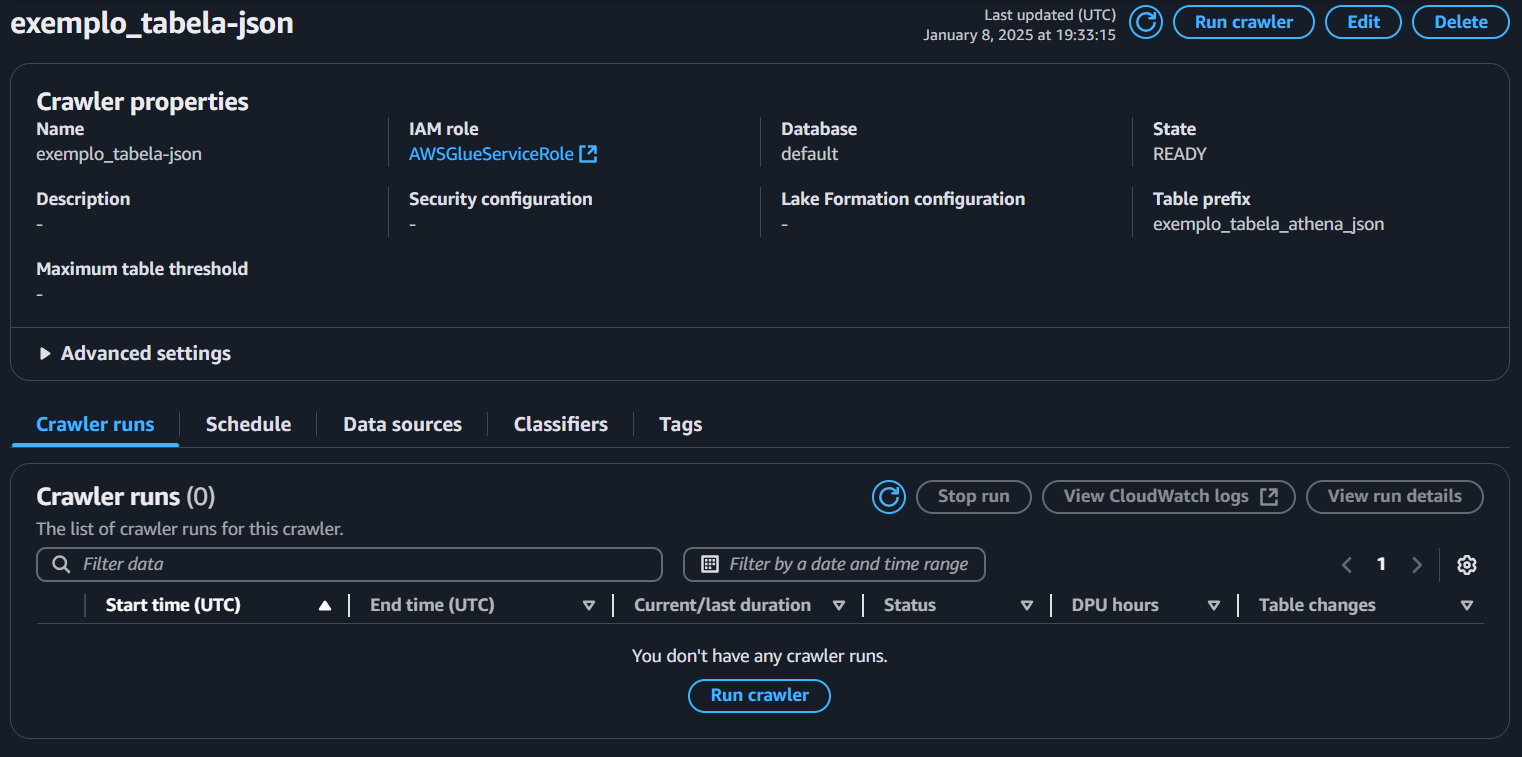 exemplo_tabela-json
Last updated (UTC)
January 8, 2025 at 19:33:15
Run crawler
Edit
Delete
Crawler properties
Name
exemplo_tabela-json
IAM role
AWSGlueServiceRole
Database
default
State
READY
Description
-
Security configuration
-
Lake Formation configuration
-
Table prefix
exemplo_tabela_athena_json
Maximum table threshold
-
Advanced settings
Crawler runs
Schedule
Data sources
Classifiers
Tags
Crawler runs (0)
Stop run
View CloudWatch logs
View run details
The list of crawler runs for this crawler.
Filter data
Filter by a date and time range
1
Start time (UTC)
End time (UTC)
Current/last duration
Status
DPU hours
Table changes
You don't have any crawler runs.
Run crawler